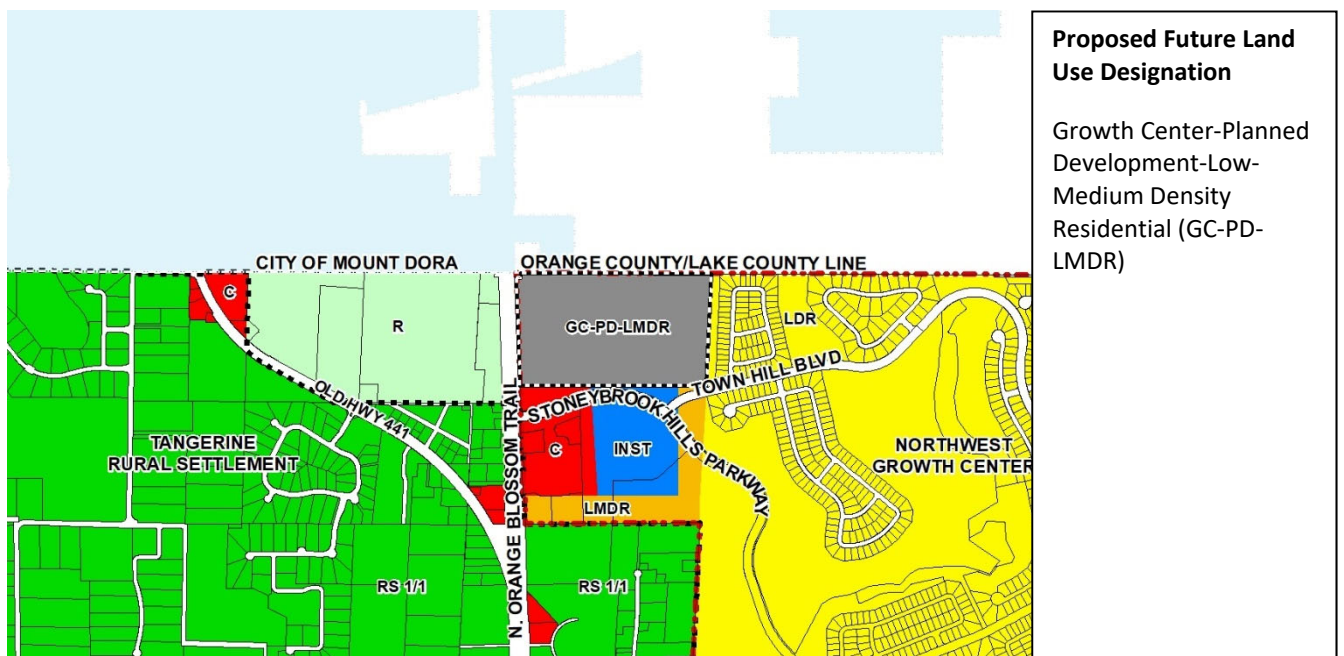 Proposed Future Land
Use Designation
Growth Center-Planned
Development-Low-
Medium Density
Residential (GC-PD-
LMDR)
CITY OF MOUNT DORA
ORANGE COUNTY/LAKE COUNTY LINE
C
R
GC-PD-LMDR
LDR
OLD HWY 441
N. ORANGE BLOSSOM TRAIL
STONEYBROOK HILLS PARKWAY
TOWN HILL BLVD
TANGERINE
RURAL SETTLEMENT
C
INST
NORTHWEST
GROWTH CENTER
LMDR
RS 1/1
RS 1/1